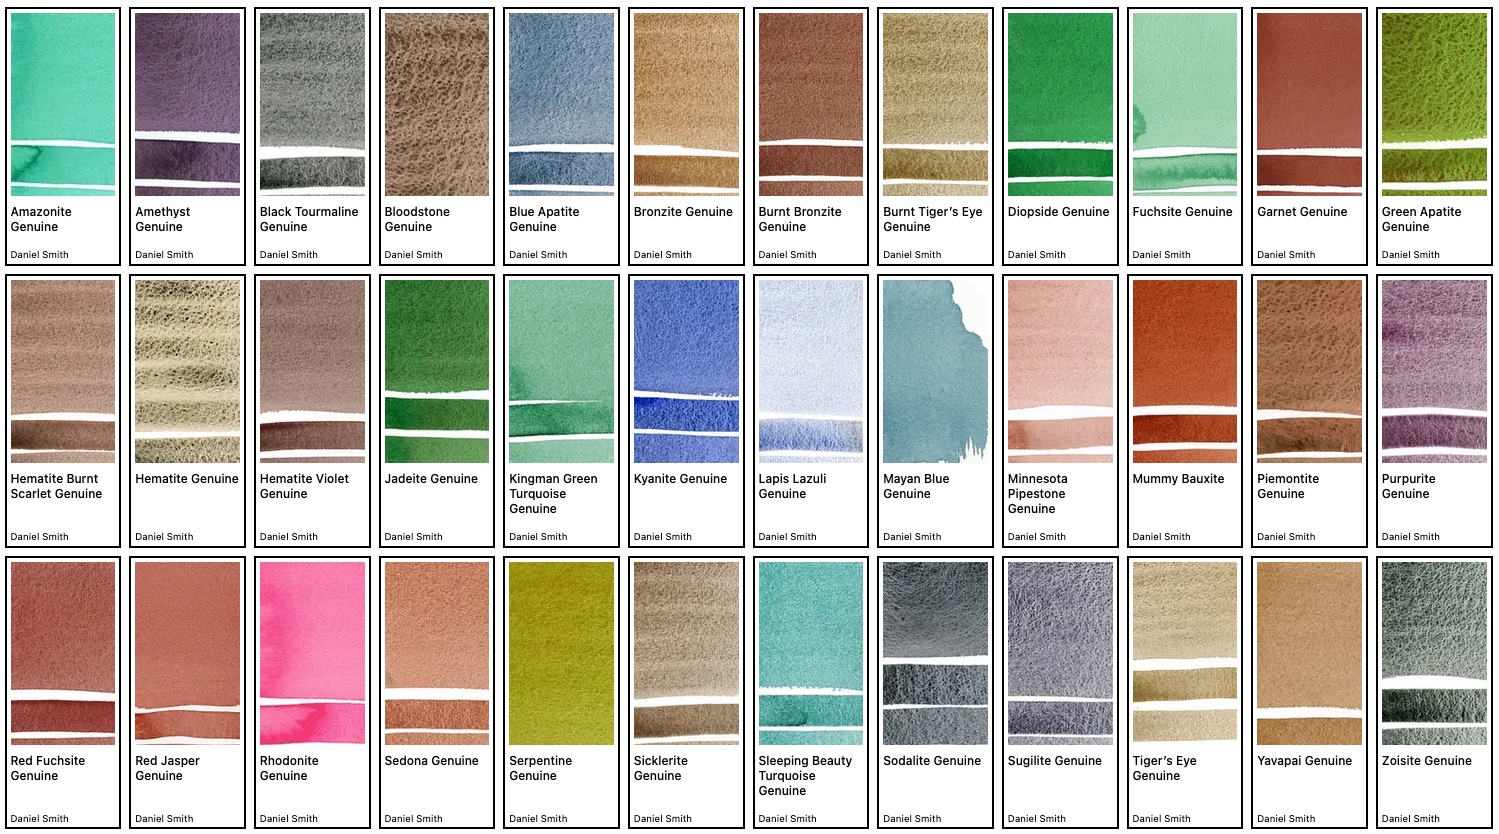 Amazonite
Genuine
Daniel Smith
Amethyst
Genuine
Daniel Smith
Black Tourmaline
Genuine
Daniel Smith
Bloodstone
Genuine
Daniel Smith
Blue Apatite
Genuine
Daniel Smith
Bronzite Genuine
Daniel Smith
Burnt Bronzite
Genuine
Daniel Smith
Burnt Tiger’s Eye
Genuine
Daniel Smith
Diopside Genuine
Daniel Smith
Fuchsite Genuine
Daniel Smith
Garnet Genuine
Daniel Smith
Green Apatite
Genuine
Daniel Smith
Hematite Burnt
Scarlet Genuine
Daniel Smith
Hematite Genuine
Daniel Smith
Hematite Violet
Genuine
Daniel Smith
Jadeite Genuine
Daniel Smith
Kingman Green
Turquoise
Genuine
Daniel Smith
Kyanite Genuine
Daniel Smith
Lapis Lazuli
Genuine
Daniel Smith
Mayan Blue
Genuine
Daniel Smith
Minnesota
Pipestone
Genuine
Daniel Smith
Mummy Bauxite
Daniel Smith
Piemontite
Genuine
Daniel Smith
Purpurite
Genuine
Daniel Smith
Red Fuchsite
Genuine
Daniel Smith
Red Jasper
Genuine
Daniel Smith
Rhodonite
Genuine
Daniel Smith
Sedona Genuine
Daniel Smith
Serpentine
Genuine
Daniel Smith
Sicklerite
Genuine
Daniel Smith
Sleeping Beauty
Turquoise
Genuine
Daniel Smith
Sodalite Genuine
Daniel Smith
Sugilite Genuine
Daniel Smith
Tiger’s Eye
Genuine
Daniel Smith
Yavapai Genuine
Daniel Smith
Zoisite Genuine
Daniel Smith